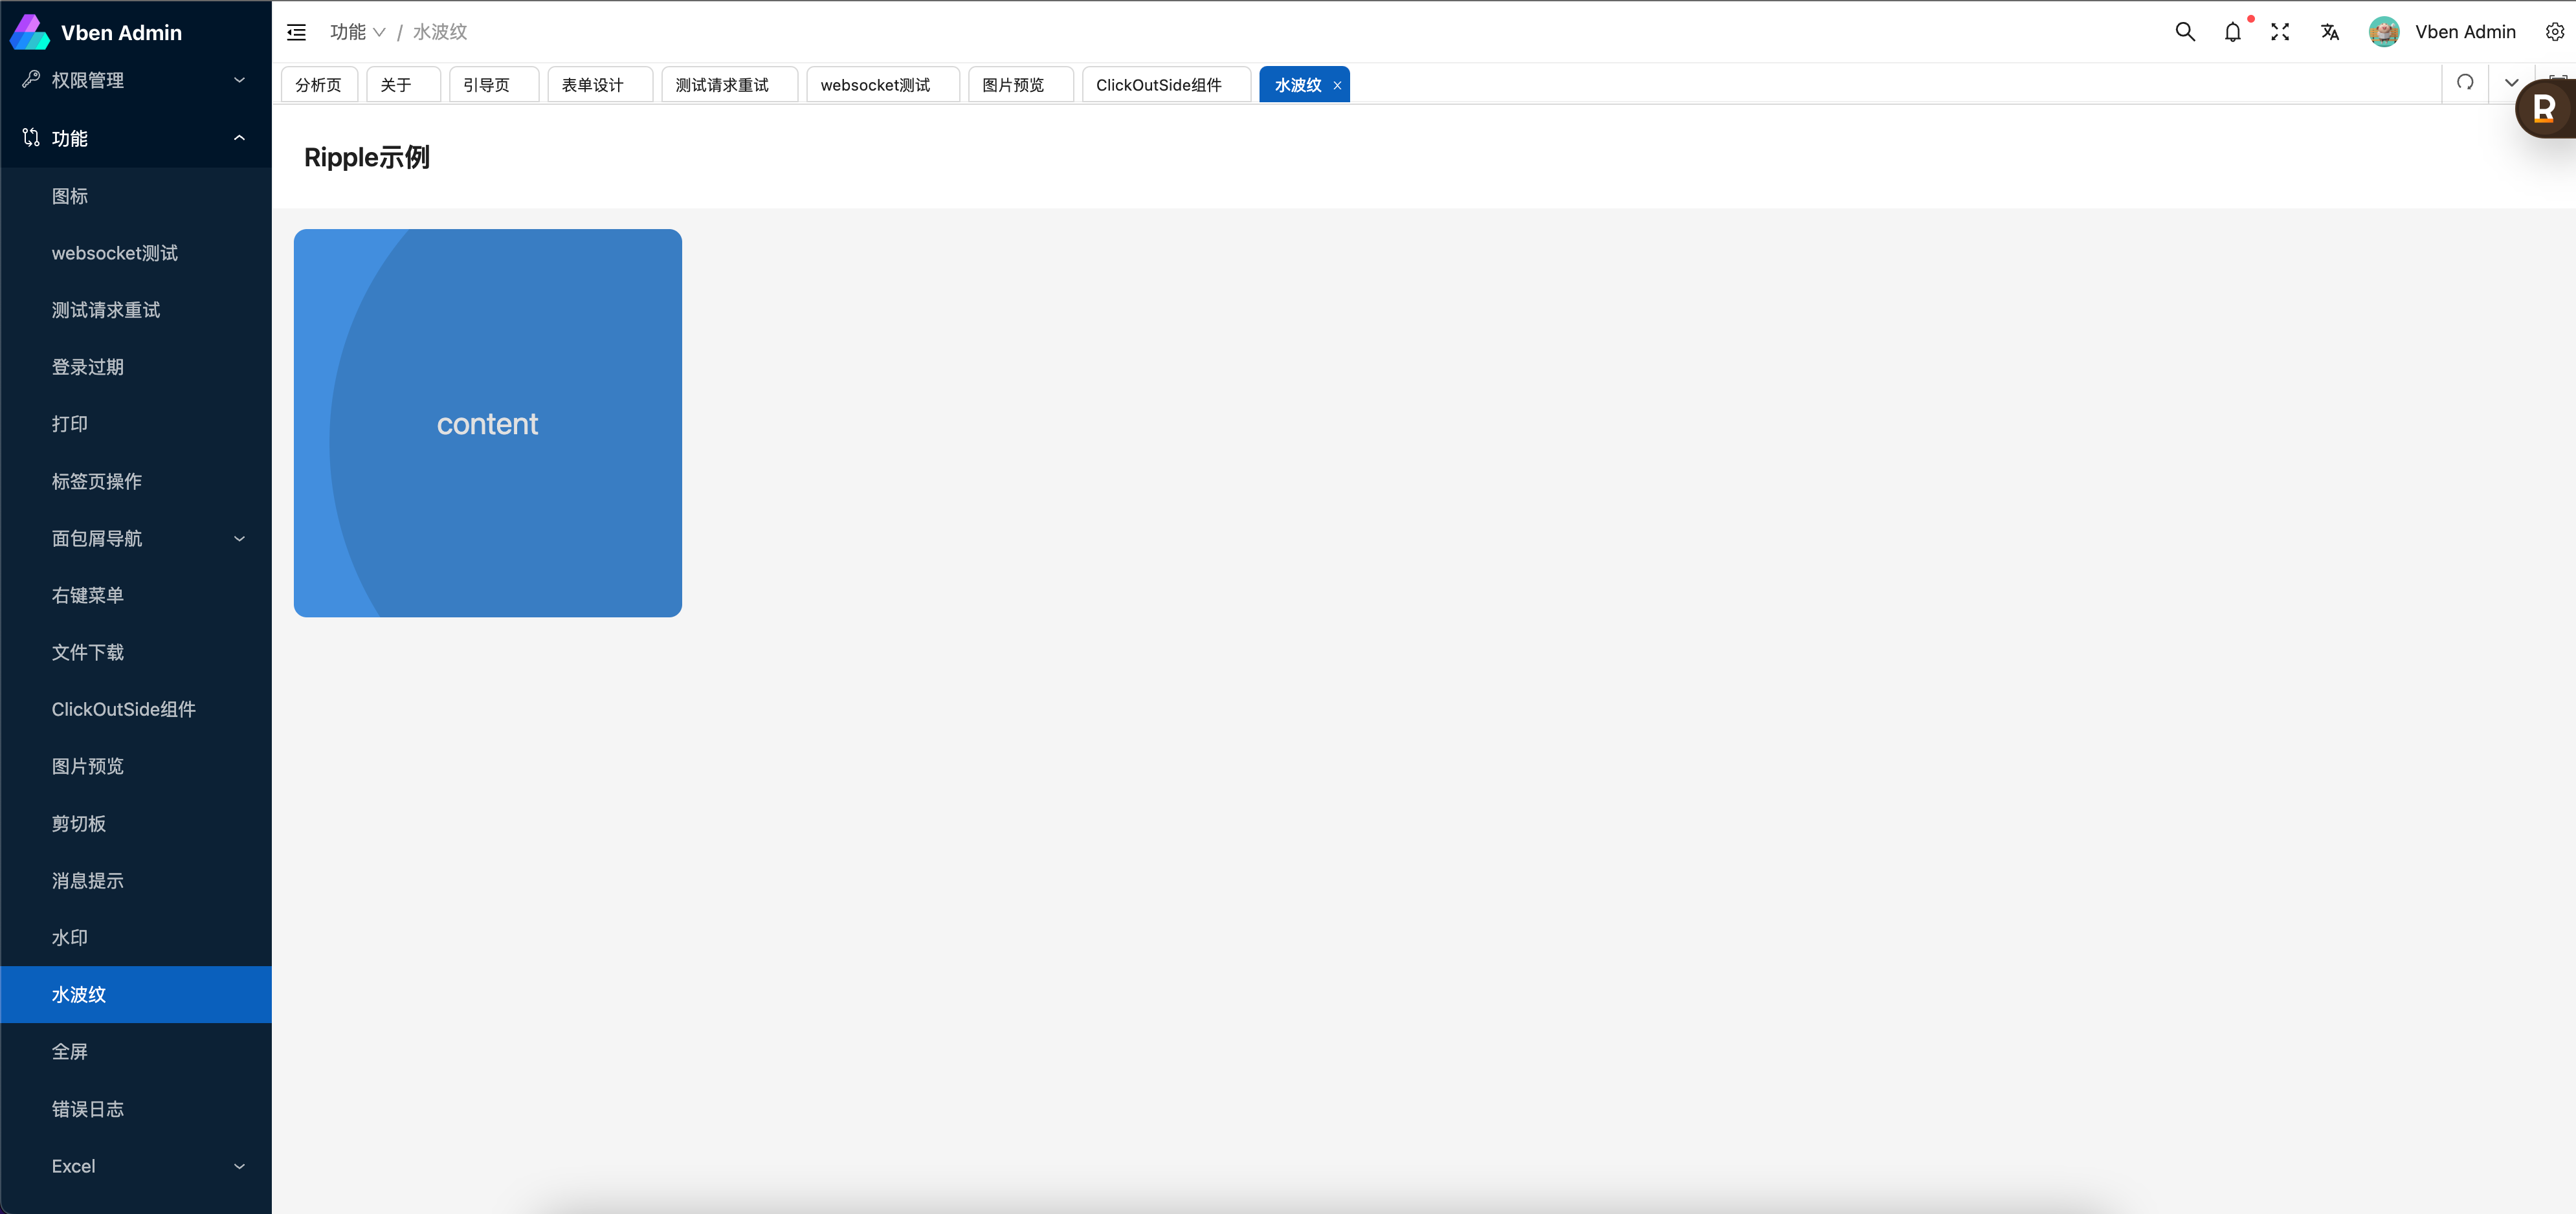 Vben Admin
权限管理
功能
图标
websocket测试
测试请求重试
登录过期
打印
标签页操作
面包屑导航
右键菜单
文件下载
ClickOutSide组件
图片预览
剪切板
消息提示
水印
水波纹
全屏
错误日志
Excel
功能 / 水波纹
Vben Admin
分析页 关于 引导页 表单设计 测试请求重试 websocket测试 图片预览 ClickOutSide组件 水波纹
R
Ripple示例
content